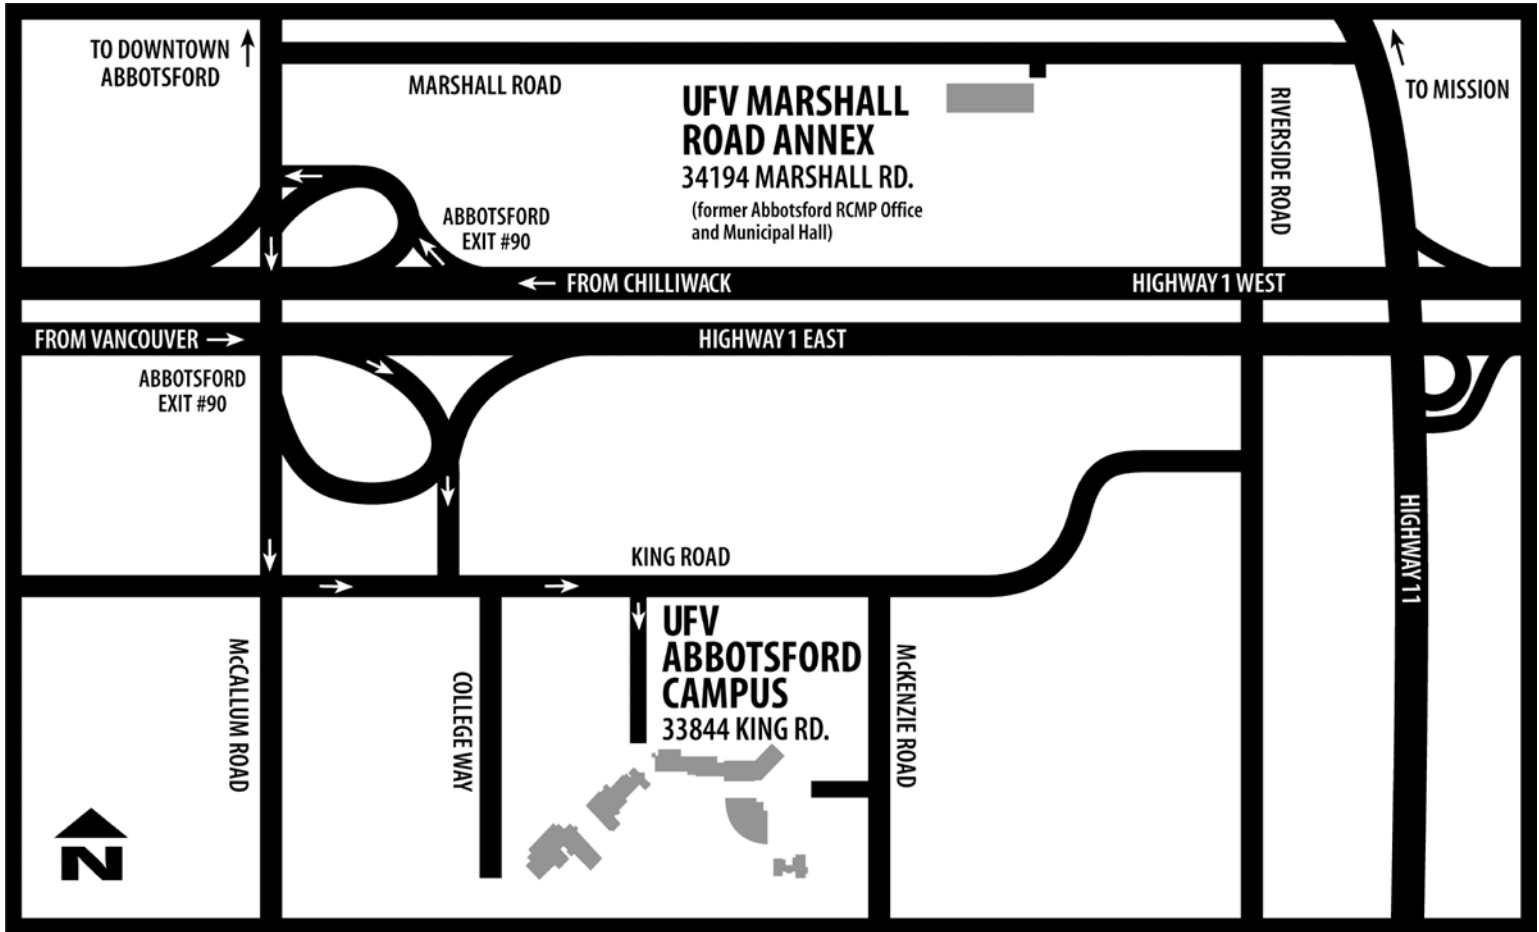 TO DOWNTOWN
ABBOTSFORD
MARSHALL ROAD
TO MISSION
UFV MARSHALL
ROAD ANNEX
34194 MARSHALL RD.
(former Abbotsford RCMP Office
and Municipal Hall)
RIVERSIDE ROAD
ABBOTSFORD
EXIT #90
FROM CHILLIWACK
HIGHWAY 1 WEST
FROM VANCOUVER
HIGHWAY 1 EAST
ABBOTSFORD
EXIT #90
HIGHWAY 11
KING ROAD
UFV
ABBOTSFORD
CAMPUS
33844 KING RD.
McCALLUM ROAD
COLLEGE WAY
McKENZIE ROAD
N